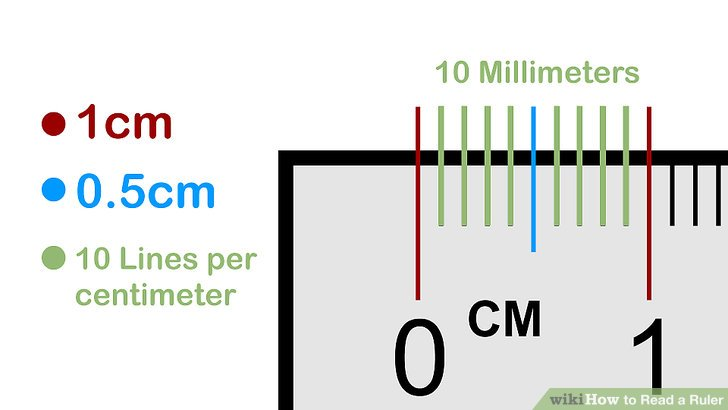 10 Millimeters
1cm
0.5cm
10 Lines per
centimeter
CM
0 1
wikiHow to Read a Ruler